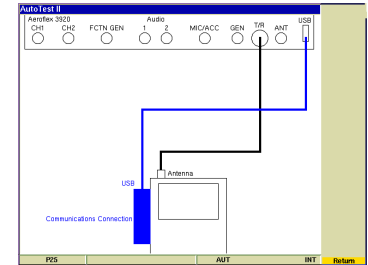 AutoTest II
Aeroflex 3920
Audio
USB
CH1 CH2 FCTN GEN 1 2 MIC/ACC GEN T/R ANT
Antenna
USB
Communications Connection
P25 AUT INT Return